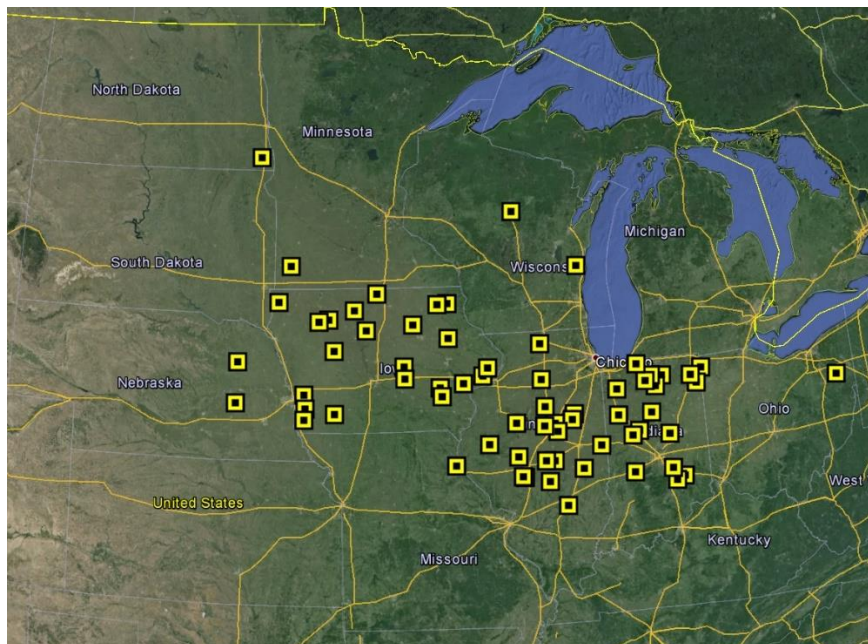 North Dakota
Minnesota
Michigan
South Dakota
Wisconsin
Chicago
Nebraska
Ohio
United States
West
Kentucky
Missouri